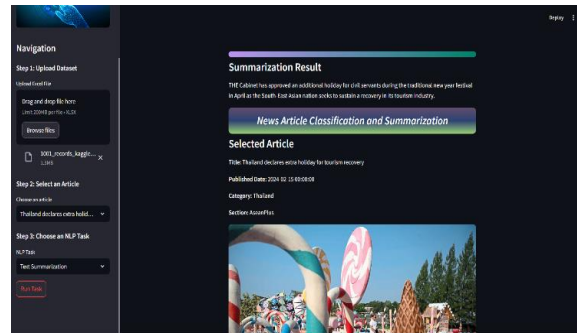 Deploy
Navigation
Step 1: Upload Dataset
Upload Excel File
Drag and drop file here
Limit 200MB per file • XLSX
Browse files
1001_records_kaggle...
3.3MB
Step 2: Select an Article
Choose an article
Thailand declares extra holid...
Step 3: Choose an NLP Task
NLP Task
Text Summarization
Run Task
Summarization Result
THE Cabinet has approved an additional holiday for civil servants during the traditional new year festival
in April as the South-East Asian nation seeks to sustain a recovery in its tourism industry.
News Article Classification and Summarization
Selected Article
Title: Thailand declares extra holiday for tourism recovery
Published Date: 2024-02-15 00:00:00
Category: Thailand
Section: AseanPlus